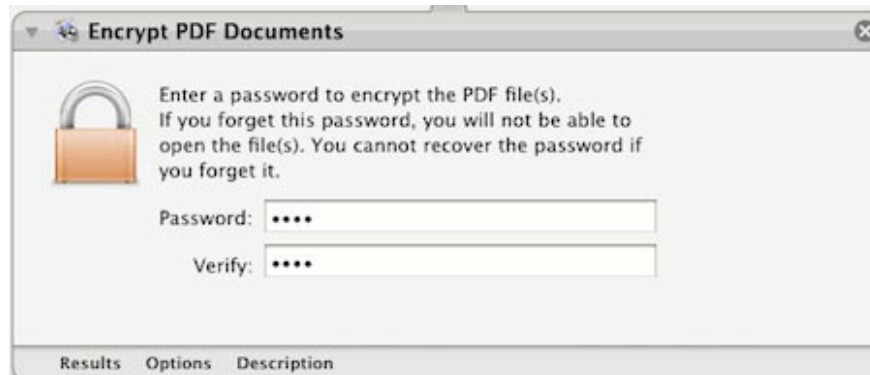 Encrypt PDF Documents
Enter a password to encrypt the PDF file(s).
If you forget this password, you will not be able to
open the file(s). You cannot recover the password if
you forget it.
Password: ••••
Verify: ••••
Results Options Description